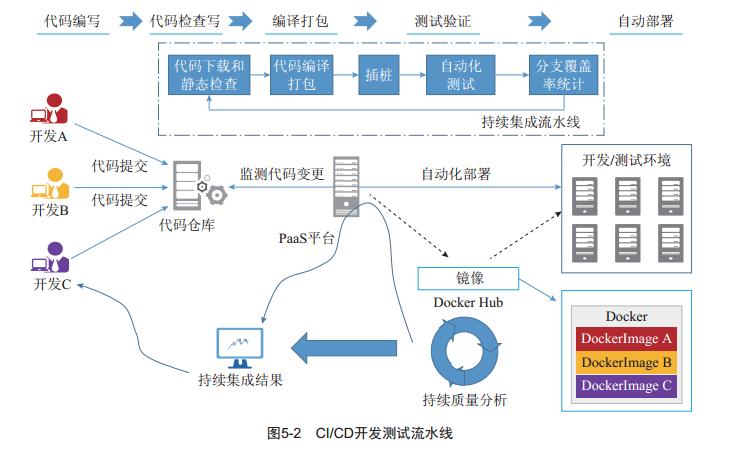 代码编写
代码检查写
编译打包
测试验证
自动部署
代码下载和
静态检查
代码编译
打包
插桩
自动化
测试
分支覆盖
率统计
持续集成流水线
开发A
代码提交
开发B
代码提交
开发C
代码仓库
监测代码变更
PaaS平台
自动化部署
开发/测试环境
镜像
Docker Hub
Docker
DockerImage A
DockerImage B
DockerImage C
持续集成结果
持续质量分析
图5-2 CI/CD开发测试流水线